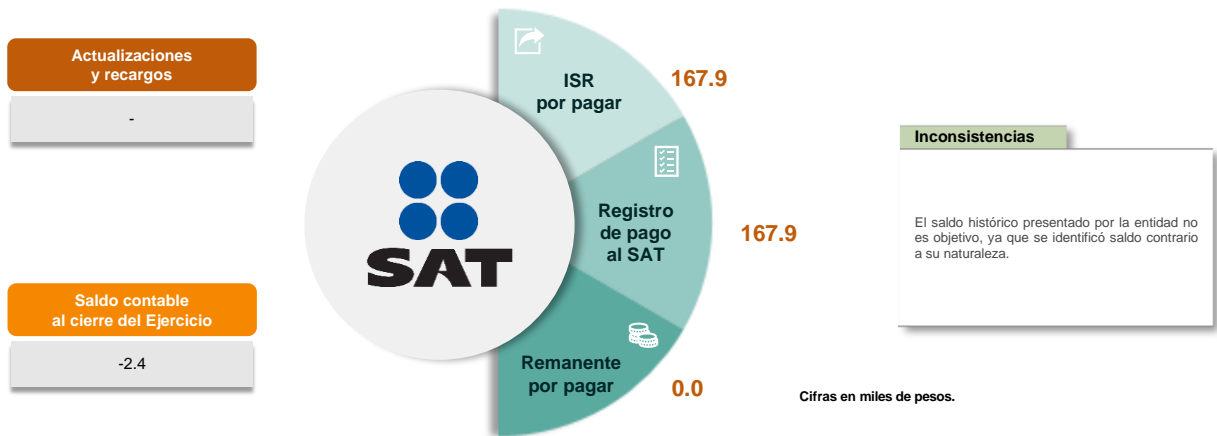 Actualizaciones
y recargos
-
Saldo contable
al cierre del Ejercicio
-2.4
SAT
ISR
por pagar
167.9
Registro
de pago
al SAT
167.9
Remanente
por pagar
0.0
Inconsistencias
El saldo histórico presentado por la entidad no
es objetivo, ya que se identificó saldo contrario
a su naturaleza.
Cifras en miles de pesos.